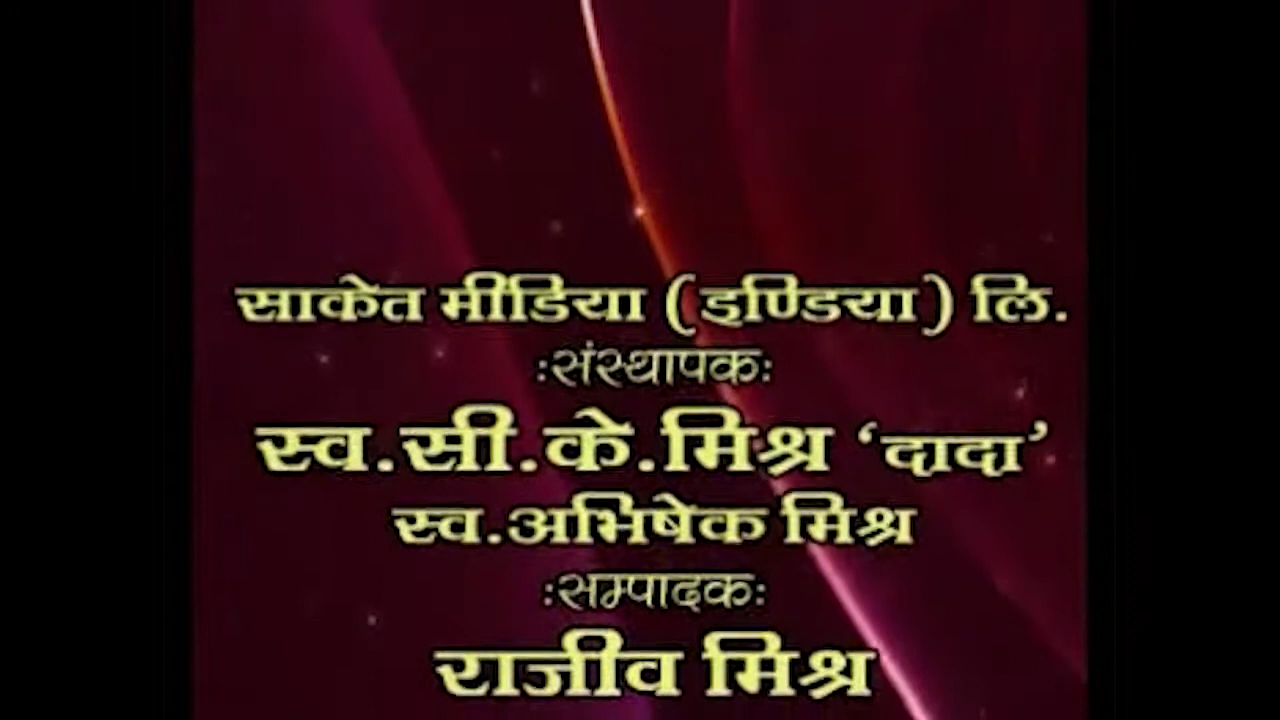 साकेत मीडिया (इण्डिया) लि.
:संस्थापक:
स्व.सी.के.मिश्र ‘दादा’
स्व.अभिषेक मिश्र
:सम्पादक:
राजीव मिश्र